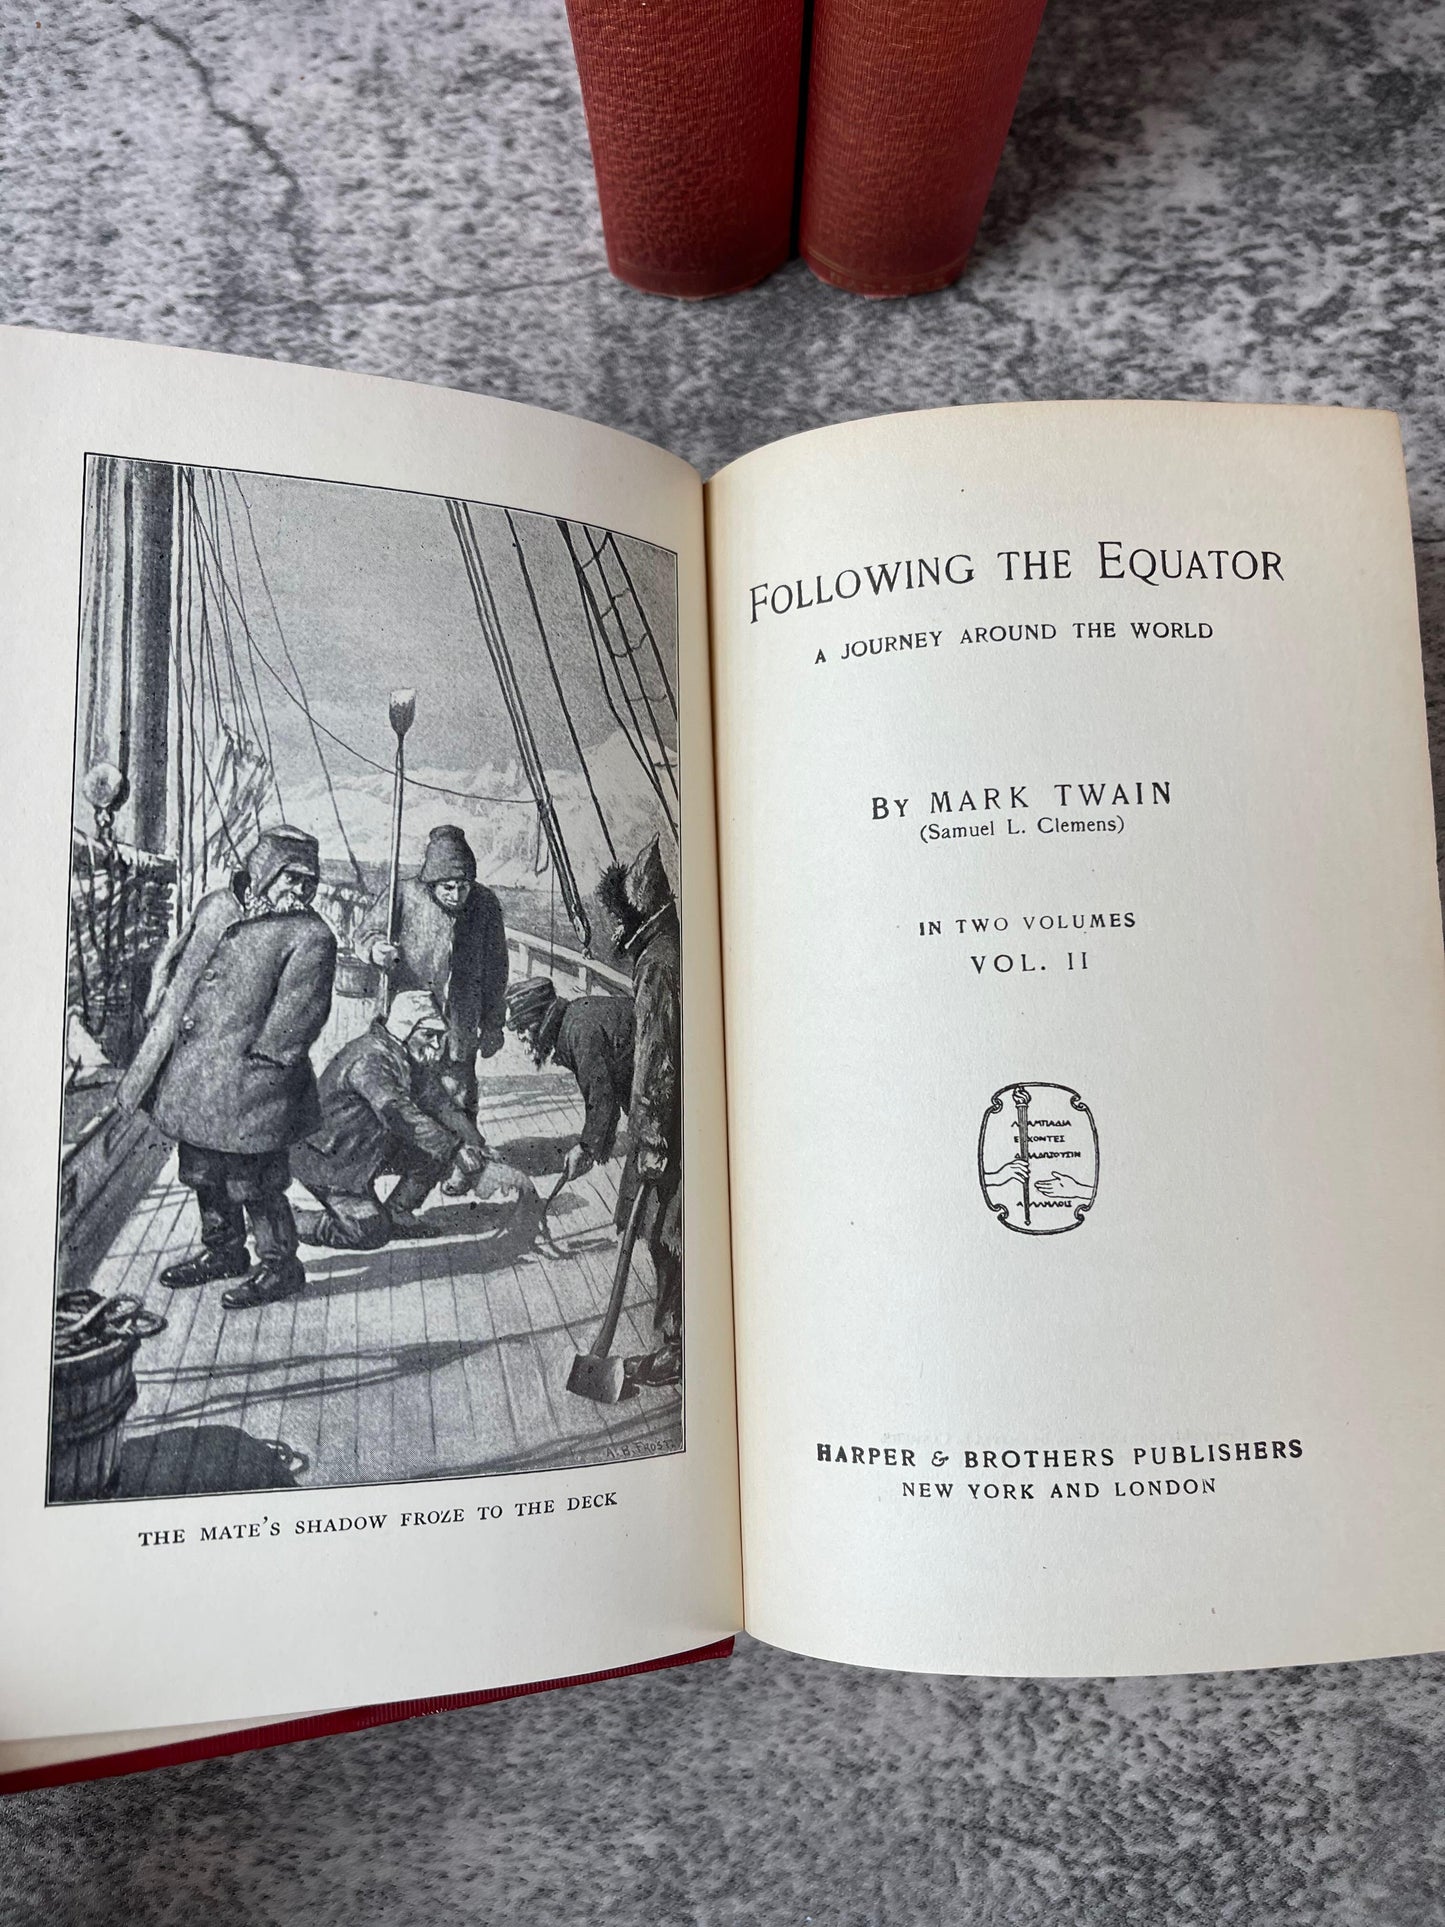 A. B. FROST.
THE MATE'S SHADOW FROZE TO THE DECK
FOLLOWING THE EQUATOR
A JOURNEY AROUND THE WORLD
BY MARK TWAIN
(Samuel L. Clemens)
IN TWO VOLUMES
VOL. II
HARPER & BROTHERS PUBLISHERS
NEW YORK AND LONDON